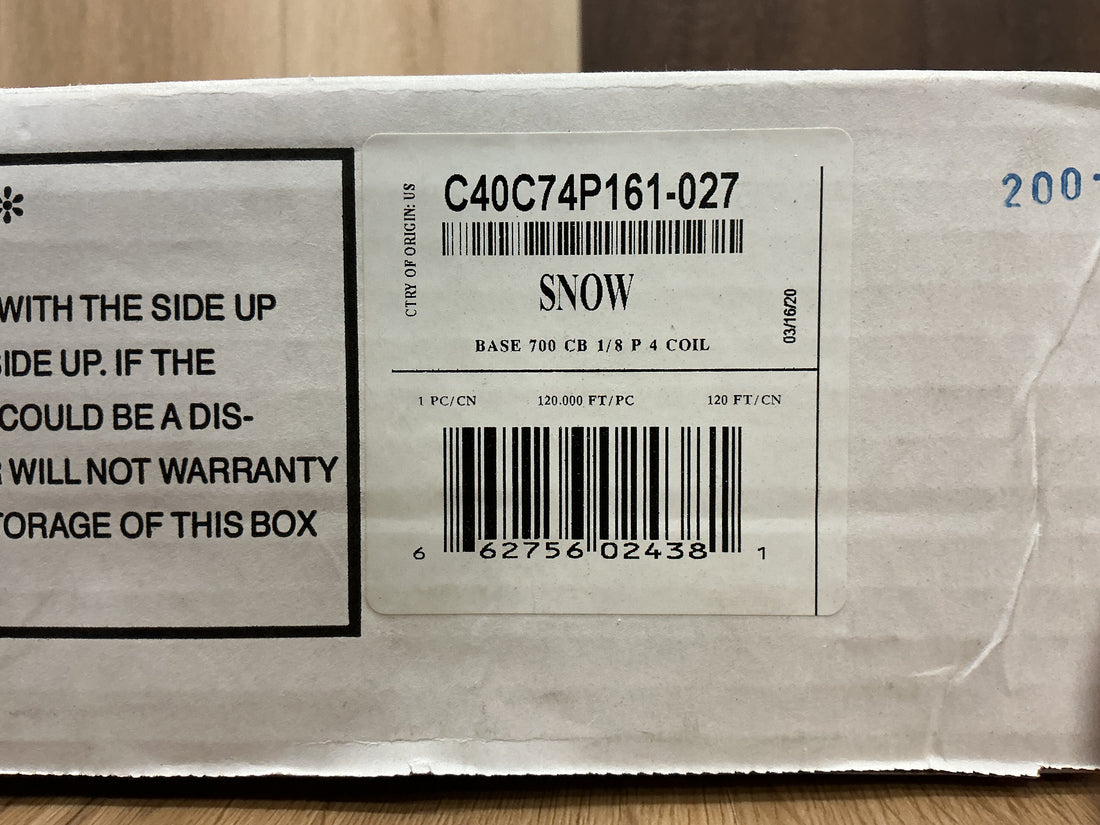 WITH THE SIDE UP
SIDE UP. IF THE
COULD BE A DIS-
WILL NOT WARRANTY
TORAGE OF THIS BOX
CTRY OF ORIGIN: US
C40C74P161-027
SNOW
03/16/20
BASE 700 CB 1/8 P 4 COIL
1 PC/CN 120.000 FT/PC 120 FT/CN
6 62756 02438 1
200